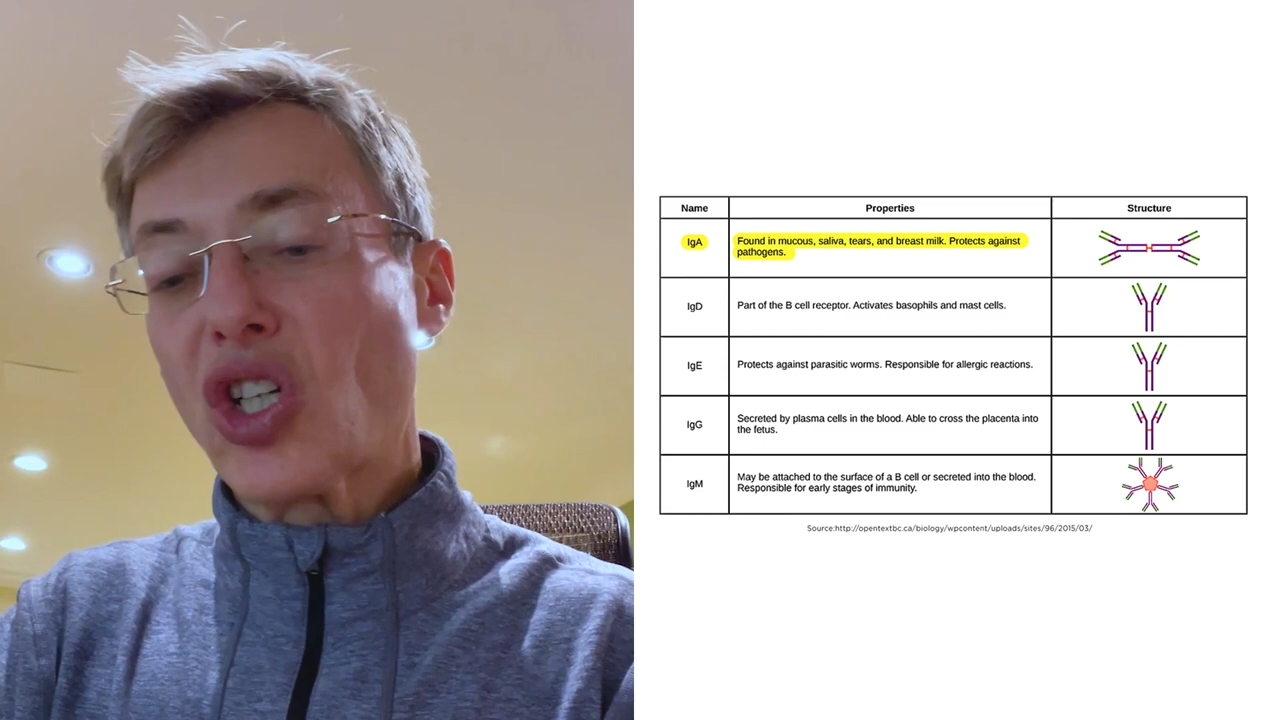 Name Properties Structure
IgA
Found in mucous, saliva, tears, and breast milk. Protects against
pathogens.
IgD
Part of the B cell receptor. Activates basophils and mast cells.
IgE
Protects against parasitic worms. Responsible for allergic reactions.
IgG
Secreted by plasma cells in the blood. Able to cross the placenta into
the fetus.
IgM
May be attached to the surface of a B cell or secreted into the blood.
Responsible for early stages of immunity.
Source:http://opentextbc.ca/biology/wpcontent/uploads/sites/96/2015/03/